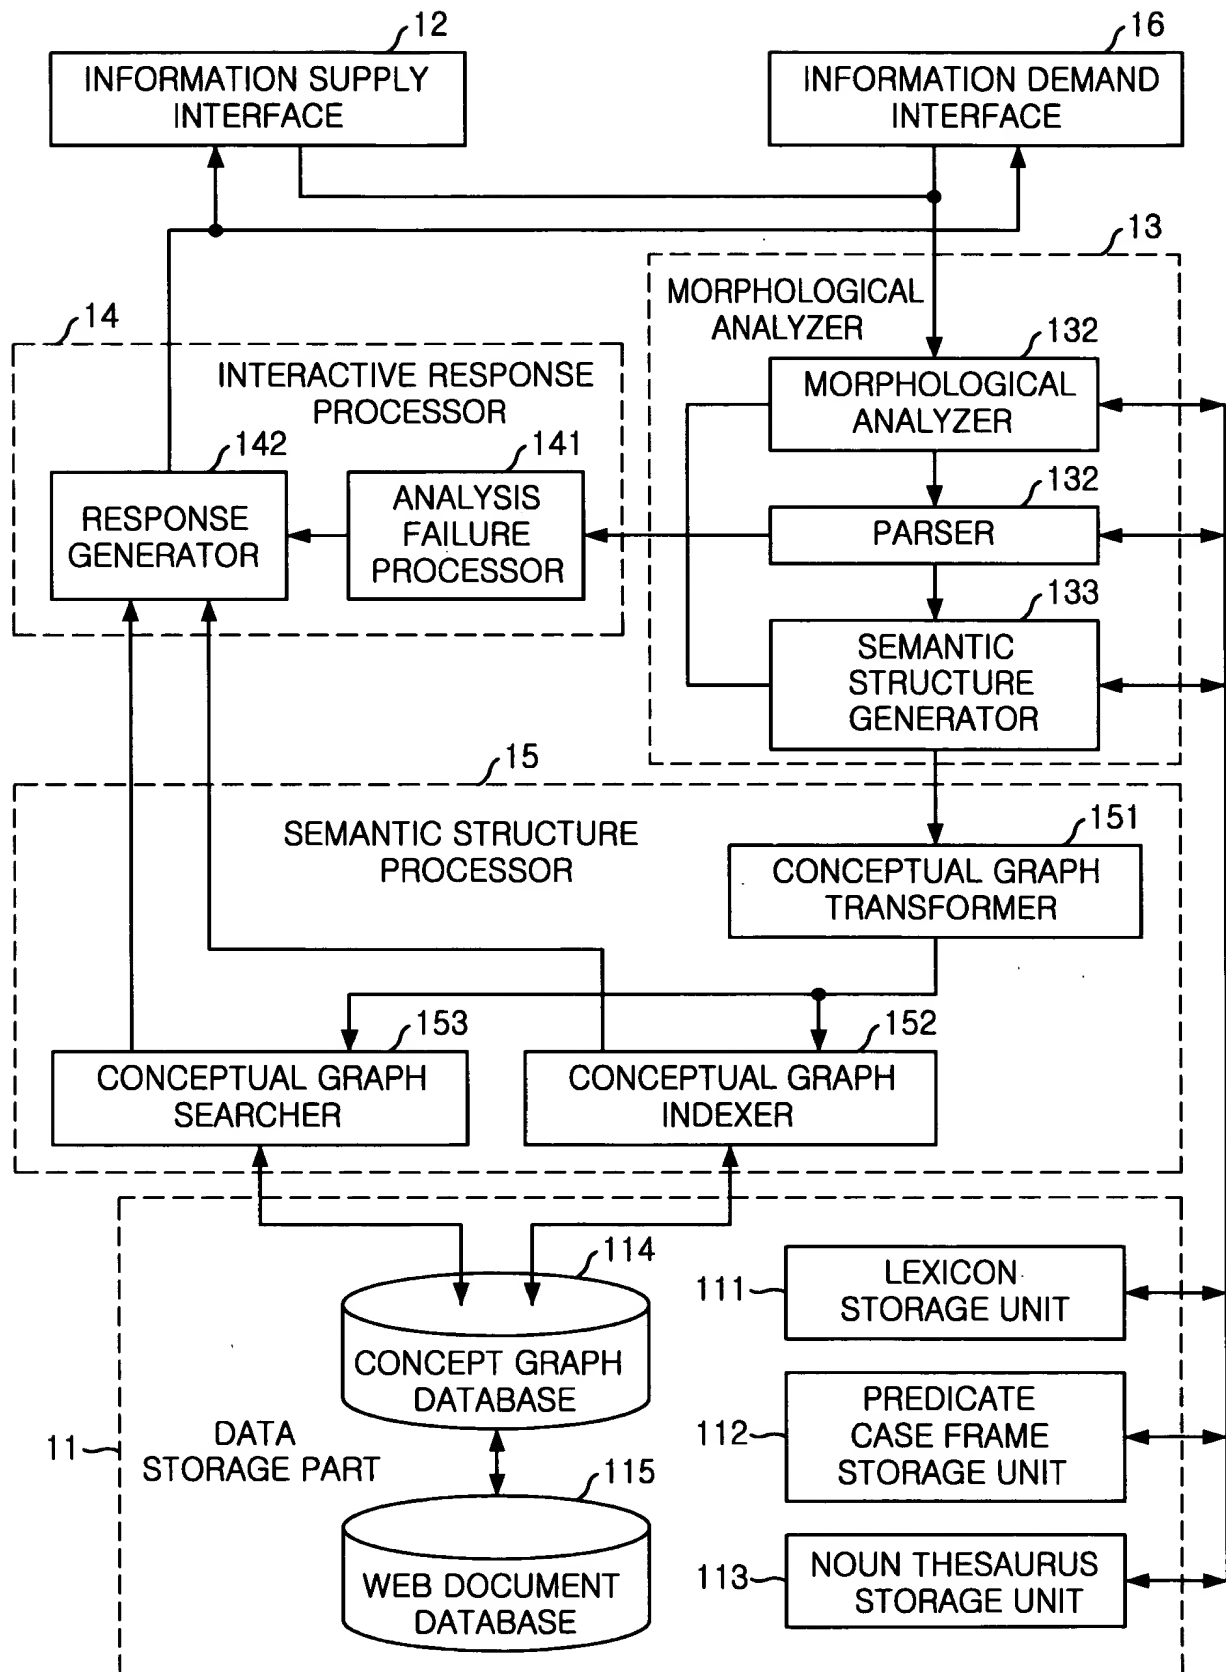 12
INFORMATION SUPPLY
INTERFACE
16
INFORMATION DEMAND
INTERFACE
13
MORPHOLOGICAL
ANALYZER
132
MORPHOLOGICAL
ANALYZER
132
PARSER
133
SEMANTIC
STRUCTURE
GENERATOR
14
INTERACTIVE RESPONSE
PROCESSOR
142
RESPONSE
GENERATOR
141
ANALYSIS
FAILURE
PROCESSOR
15
SEMANTIC STRUCTURE
PROCESSOR
151
CONCEPTUAL GRAPH
TRANSFORMER
153
CONCEPTUAL GRAPH
SEARCHER
152
CONCEPTUAL GRAPH
INDEXER
11
DATA
STORAGE PART
114
CONCEPT GRAPH
DATABASE
115
WEB DOCUMENT
DATABASE
111
LEXICON
STORAGE UNIT
112
PREDICATE
CASE FRAME
STORAGE UNIT
113
NOUN THESAURUS
STORAGE UNIT